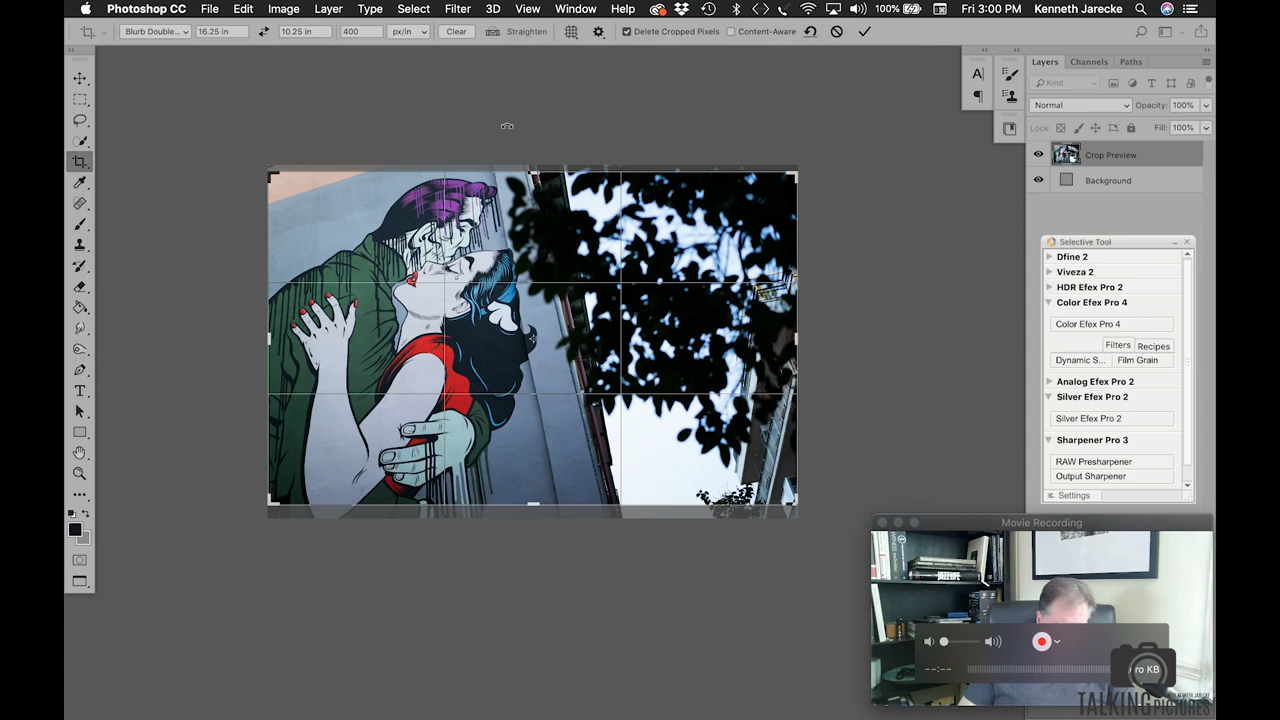 Photoshop CC File Edit Image Layer Type Select Filter 3D View Window Help 100% Fri 3:00 PM Kenneth Jarecke
Blurb Double... 16.25 in 10.25 in 400 px/in Clear Straighten Delete Cropped Pixels Content-Aware
Layers Channels Paths
Kind
Normal Opacity: 100%
Lock: Fill: 100%
Crop Preview
Background
Selective Tool
Dfine 2
Viveza 2
HDR Efex Pro 2
Color Efex Pro 4
Color Efex Pro 4
Filters Recipes
Dynamic S... Film Grain
Analog Efex Pro 2
Silver Efex Pro 2
Silver Efex Pro 2
Sharpener Pro 3
RAW Presharpener
Output Sharpener
Settings
Movie Recording
JAZZLIFE
--:--
ro KB
TALKING PICTURES